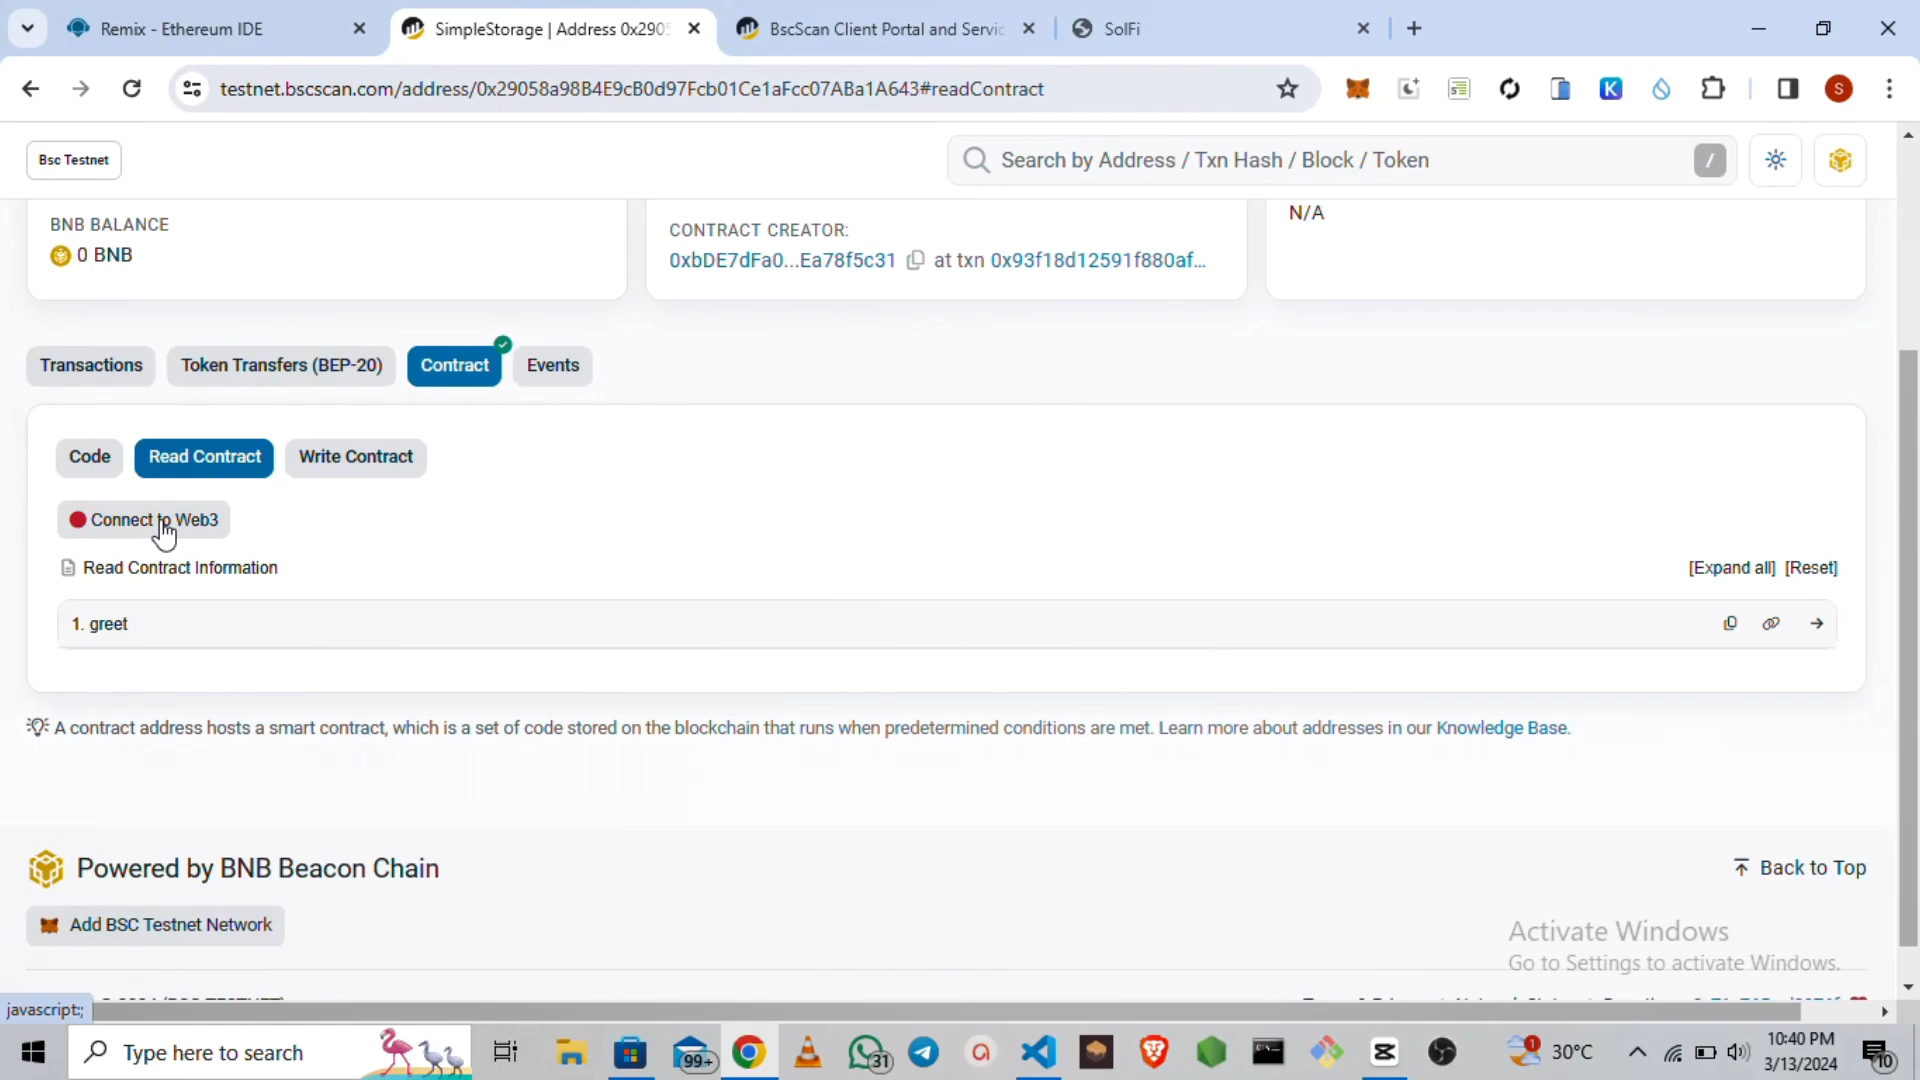 Remix - Ethereum IDE
SimpleStorage | Address 0x2905
BscScan Client Portal and Servic
SolFi
testnet.bscscan.com/address/0x29058a98B4E9cB0d97Fcb01Ce1aFcc07ABa1A643#readContract
S
Bsc Testnet
Search by Address / Txn Hash / Block / Token
/
BNB BALANCE
0 BNB
CONTRACT CREATOR:
0xbDE7dFa0...Ea78f5c31 at txn 0x93f18d12591f880af...
N/A
Transactions
Token Transfers (BEP-20)
Contract
Events
Code
Read Contract
Write Contract
Connect to Web3
Read Contract Information
[Expand all] [Reset]
1. greet
A contract address hosts a smart contract, which is a set of code stored on the blockchain that runs when predetermined conditions are met. Learn more about addresses in our Knowledge Base.
Powered by BNB Beacon Chain
Back to Top
Add BSC Testnet Network
Activate Windows
Go to Settings to activate Windows.
javascript:;
Type here to search
99+
31
1
30°C
10:40 PM
3/13/2024
10